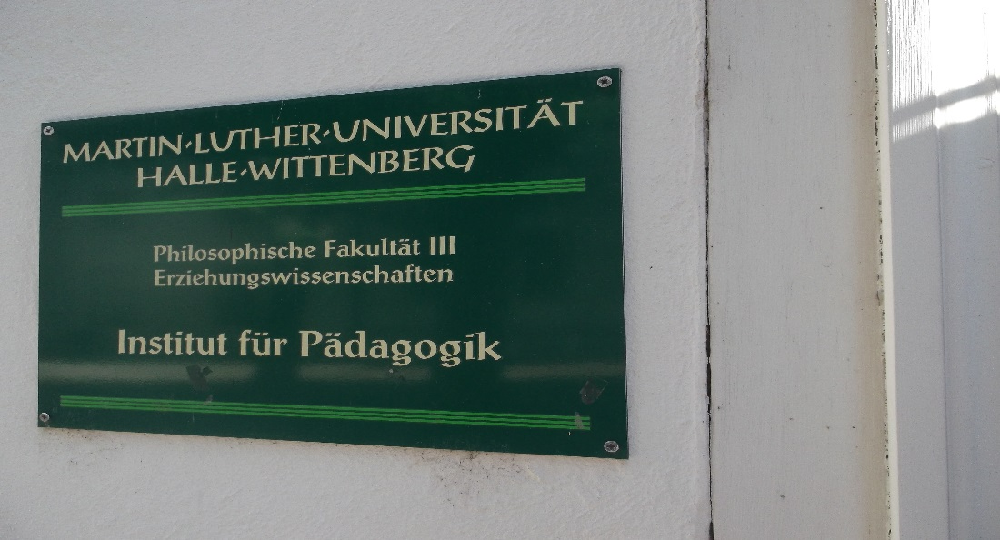 MARTIN-LUTHER-UNIVERSITÄT
HALLE-WITTENBERG
Philosophische Fakultät III
Erziehungswissenschaften
Institut für Pädagogik